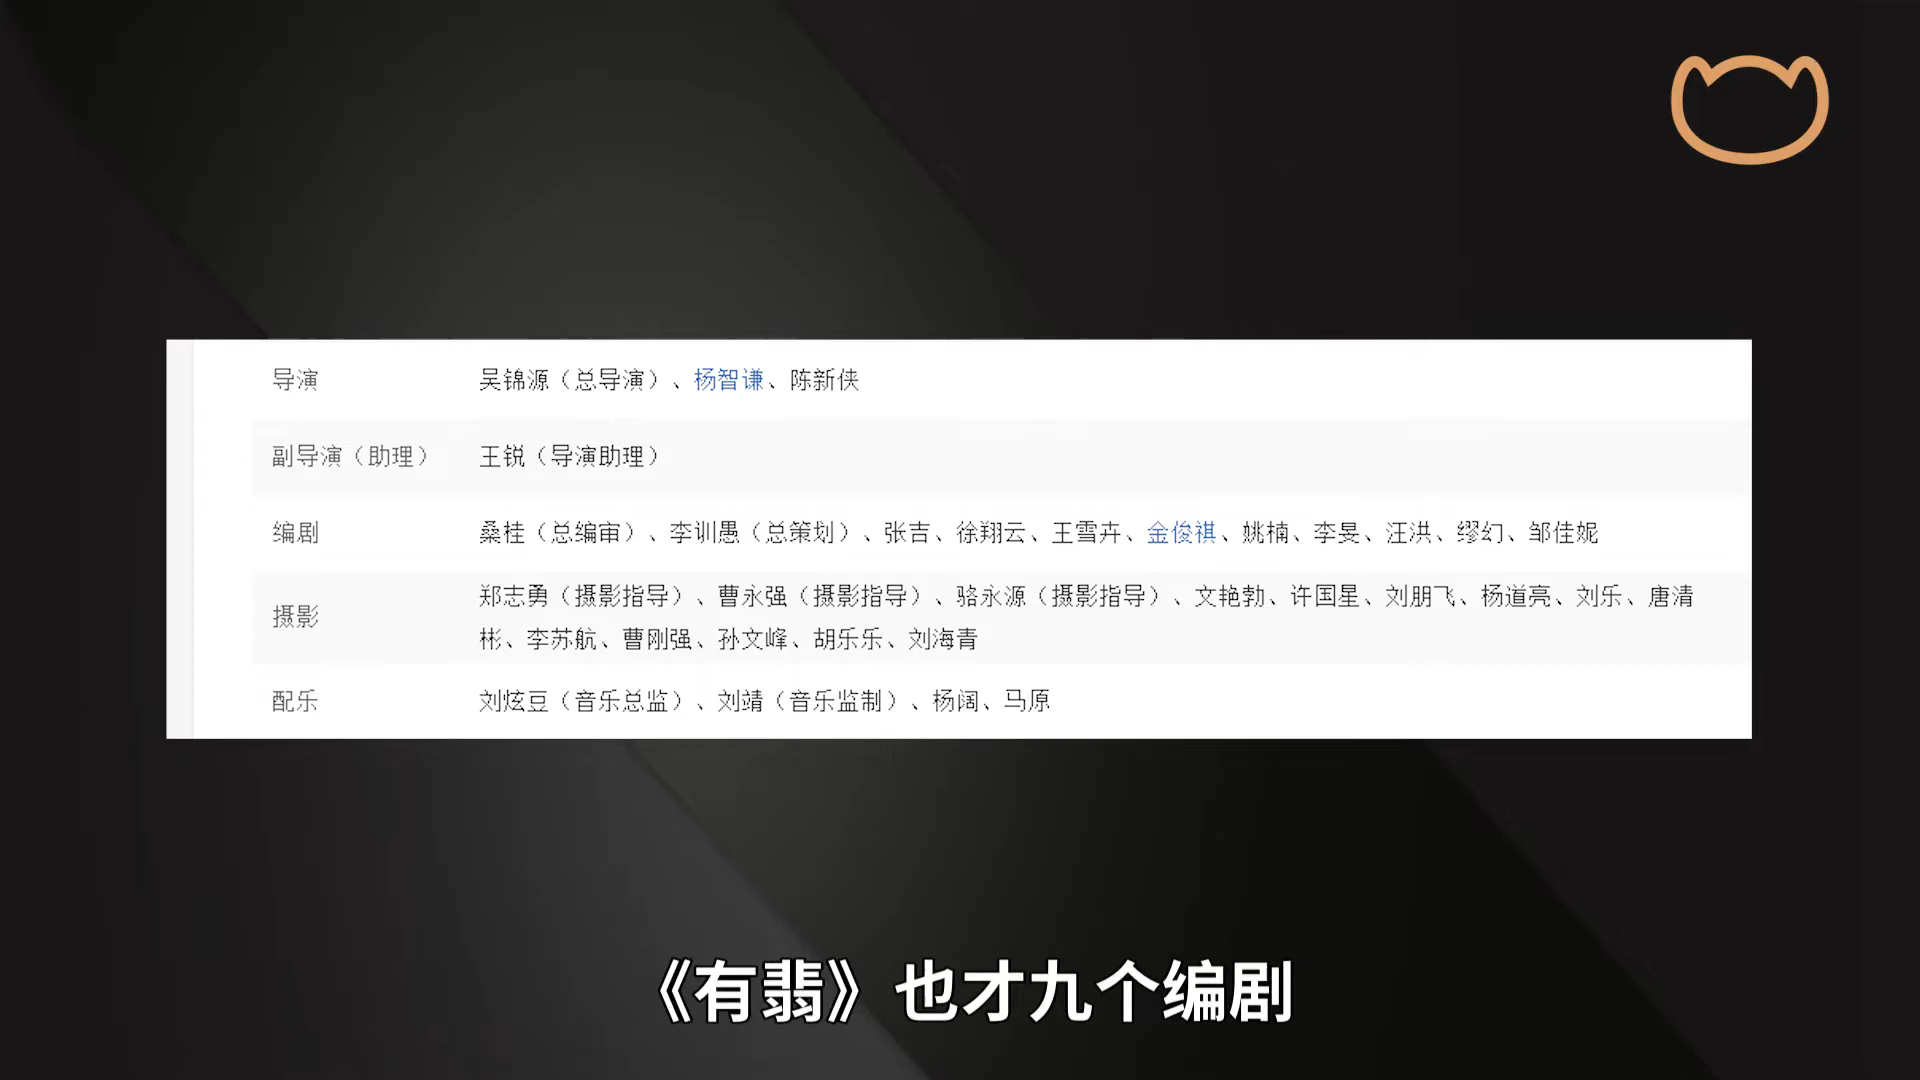 导演 吴锦源（总导演）、杨智谦、陈新侠
副导演（助理） 王锐（导演助理）
编剧 桑桂（总编审）、李训愚（总策划）、张吉、徐翔云、王雪卉、金俊祺、姚楠、李旻、汪洪、缪幻、邹佳妮
摄影 郑志勇（摄影指导）、曹永强（摄影指导）、骆永源（摄影指导）、文艳勃、许国星、刘朋飞、杨道亮、刘乐、唐清
彬、李苏航、曹刚强、孙文峰、胡乐乐、刘海青
配乐 刘炫豆（音乐总监）、刘靖（音乐监制）、杨阔、马原
《有翡》也才九个编剧